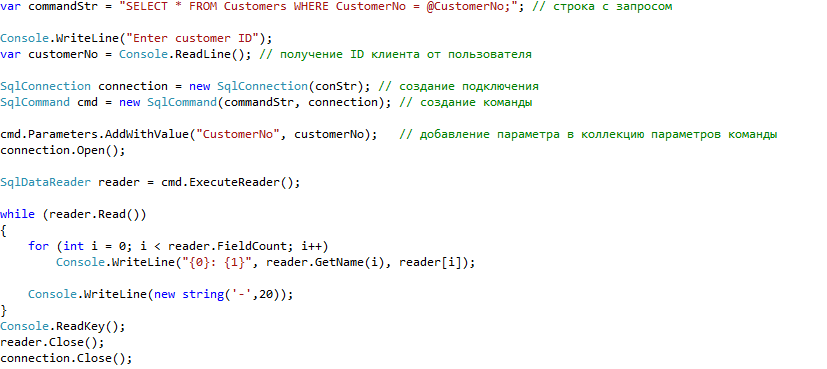 var commandStr = "SELECT * FROM Customers WHERE CustomerNo = @CustomerNo;"; // строка с запросом
Console.WriteLine("Enter customer ID");
var customerNo = Console.ReadLine(); // получение ID клиента от пользователя
SqlConnection connection = new SqlConnection(conStr); // создание подключения
SqlCommand cmd = new SqlCommand(commandStr, connection); // создание команды
cmd.Parameters.AddWithValue("CustomerNo", customerNo);   // добавление параметра в коллекцию параметров команды
connection.Open();
SqlDataReader reader = cmd.ExecuteReader();
while (reader.Read())
{
    for (int i = 0; i < reader.FieldCount; i++)
        Console.WriteLine("{0}: {1}", reader.GetName(i), reader[i]);
    Console.WriteLine(new string('-',20));
}
Console.ReadKey();
reader.Close();
connection.Close();